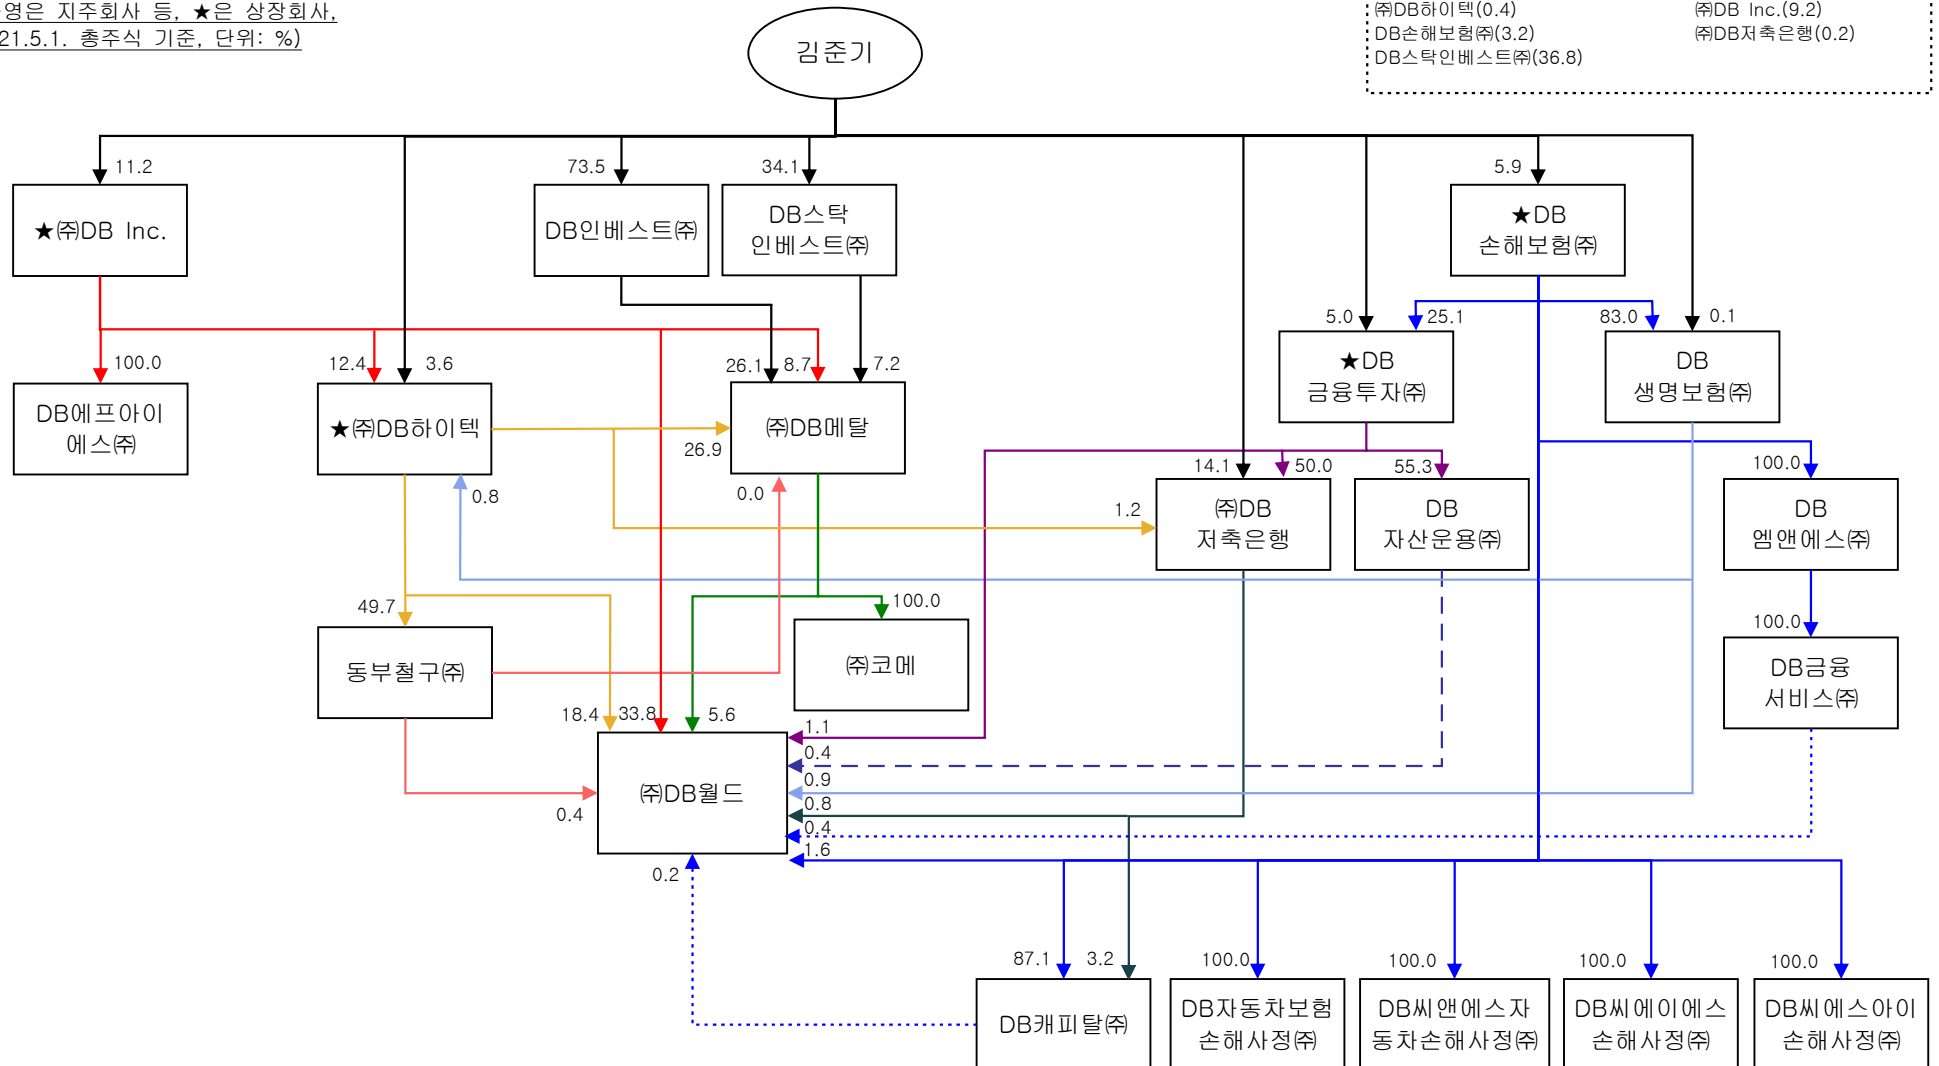 영은 지주회사 등, ★은 상장회사,
21.5.1. 총주식 기준, 단위: %)
㈜DB하이텍(0.4)
㈜DB Inc.(9.2)
DB손해보험㈜(3.2)
㈜DB저축은행(0.2)
DB스탁인베스트㈜(36.8)
김준기
11.2
73.5
34.1
5.9
★㈜DB Inc.
DB인베스트㈜
DB스탁
인베스트㈜
★DB
손해보험㈜
5.0
25.1
83.0
0.1
100.0
12.4
3.6
26.1
8.7
7.2
DB에프아이
에스㈜
★㈜DB하이텍
㈜DB메탈
★DB
금융투자㈜
DB
생명보험㈜
26.9
0.8
0.0
14.1
50.0
55.3
100.0
1.2
㈜DB
저축은행
DB
자산운용㈜
DB
엠앤에스㈜
49.7
100.0
100.0
동부철구㈜
㈜코메
DB금융
서비스㈜
18.4
33.8
5.6
1.1
0.4
0.9
0.8
0.4
1.6
㈜DB월드
0.4
0.2
87.1
3.2
100.0
100.0
100.0
100.0
DB캐피탈㈜
DB자동차보험
손해사정㈜
DB씨앤에스자
동차손해사정㈜
DB씨에이에스
손해사정㈜
DB씨에스아이
손해사정㈜